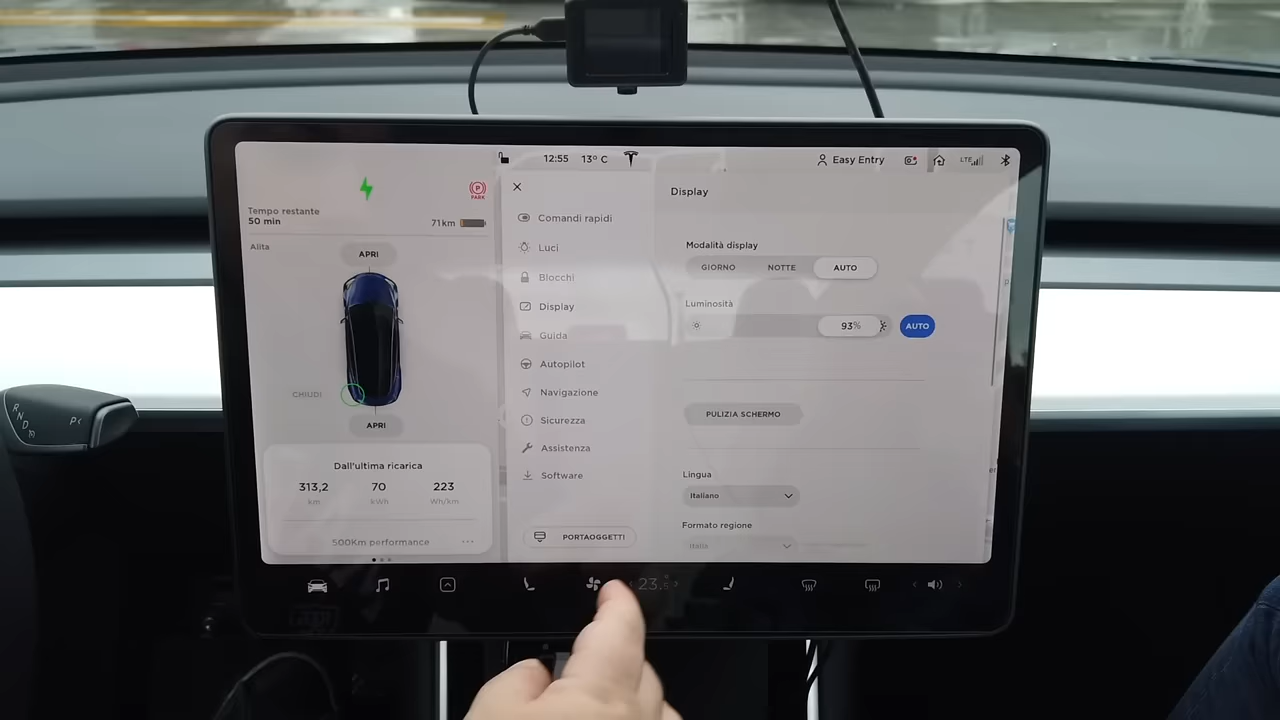 12:55
13° C
Easy Entry
LTE
PARK
Tempo restante
50 min
71 km
Alita
APRI
CHIUDI
APRI
Dall'ultima ricarica
313,2
70
223
km
kWh
Wh/km
500Km performance
Comandi rapidi
Luci
Blocchi
Display
Guida
Autopilot
Navigazione
Sicurezza
Assistenza
Software
PORTAOGGETTI
Display
Modalità display
GIORNO
NOTTE
AUTO
Luminosità
93%
AUTO
PULIZIA SCHERMO
Lingua
Italiano
Formato regione
Italia
R
N
D
P
23.5